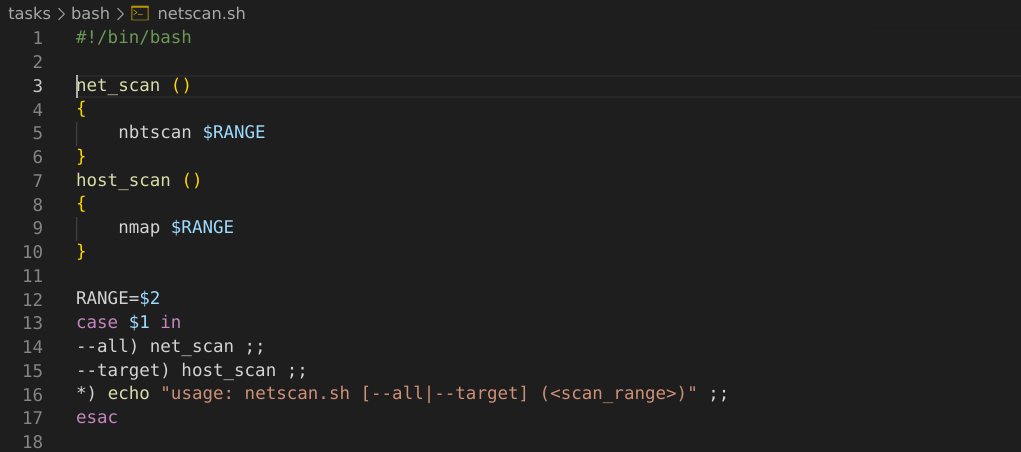 tasks > bash > netscan.sh
1 #!/bin/bash
2
3 net_scan ()
4 {
5     nbtscan $RANGE
6 }
7 host_scan ()
8 {
9     nmap $RANGE
10 }
11
12 RANGE=$2
13 case $1 in
14 --all) net_scan ;;
15 --target) host_scan ;;
16 *) echo "usage: netscan.sh [--all|--target] (<scan_range>)" ;;
17 esac
18